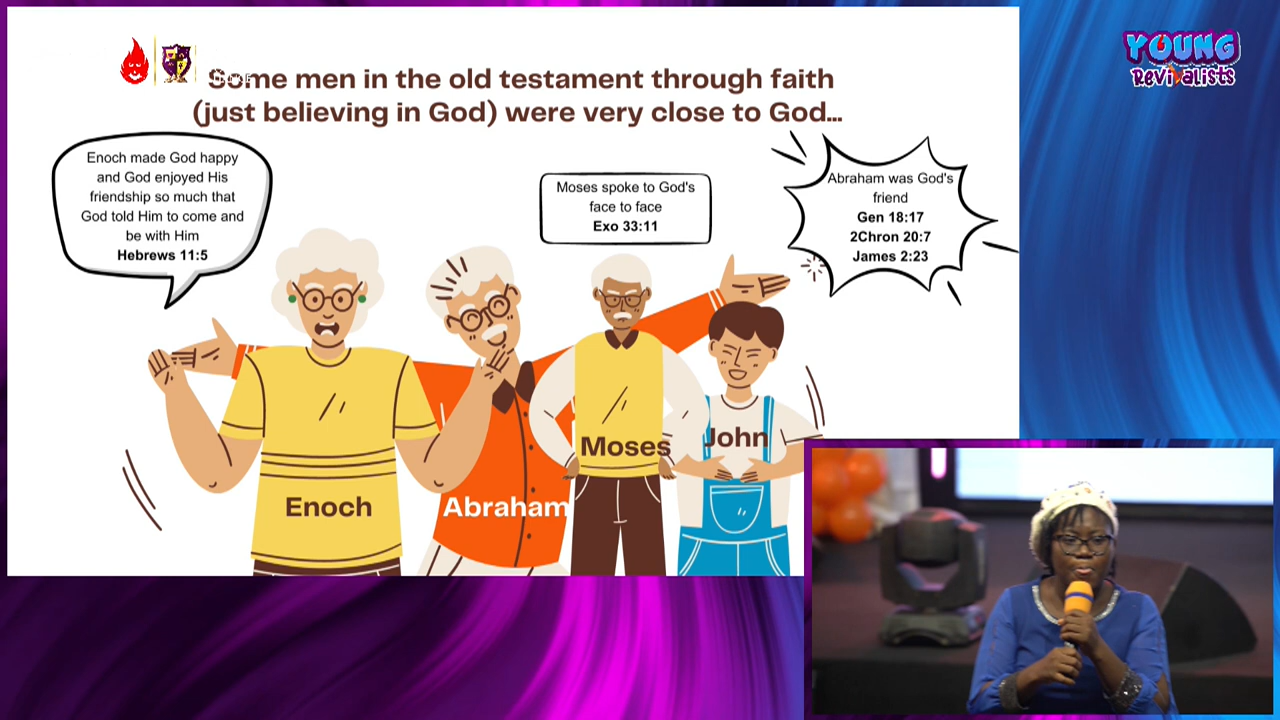 YOUNG
Revivalists
Some men in the old testament through faith
(just believing in God) were very close to God...
Enoch made God happy
and God enjoyed His
friendship so much that
God told Him to come and
be with Him
Hebrews 11:5
Moses spoke to God's
face to face
Exo 33:11
Abraham was God's
friend
Gen 18:17
2Chron 20:7
James 2:23
Enoch
Abraham
Moses
John